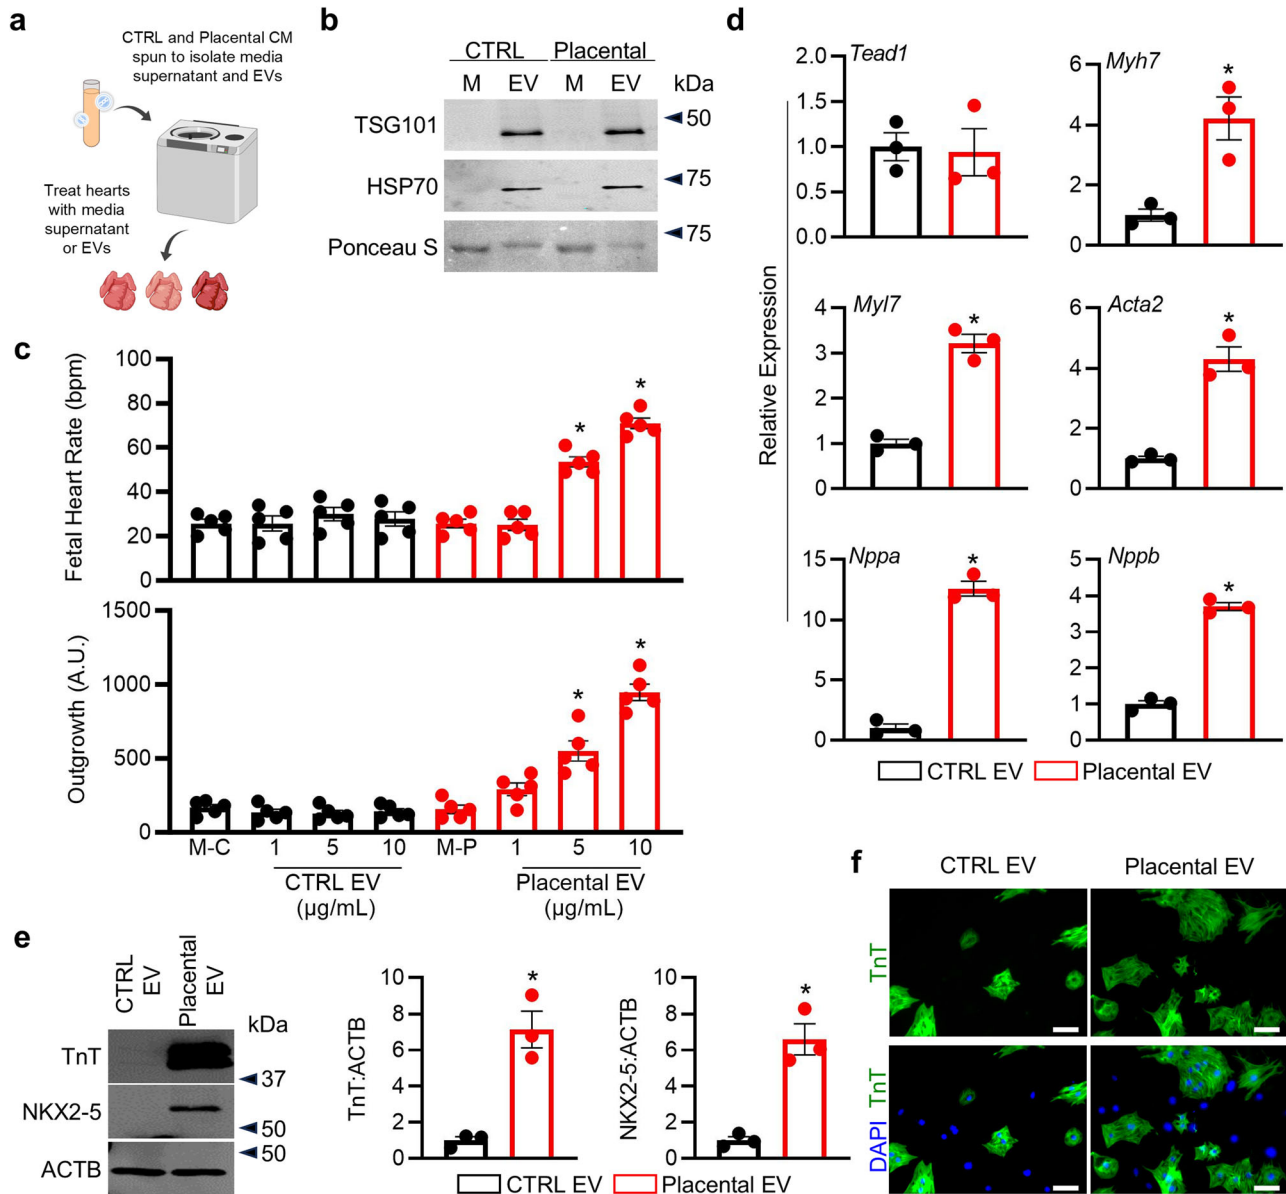 a
CTRL and Placental CM
spun to isolate media
supernatant and EVs
Treat hearts
with media
supernatant
or EVs
b
CTRL Placental
M EV M EV kDa
TSG101
50
HSP70
75
Ponceau S
75
c
Fetal Heart Rate (bpm)
100
80
60
40
20
0
* *
Outgrowth (A.U.)
1500
1000
500
0
* *
M-C 1 5 10 M-P 1 5 10
CTRL EV Placental EV
(µg/mL) (µg/mL)
d
Relative Expression
Tead1
2.0
1.5
1.0
0.5
0.0
Myh7
6
4
2
0
*
Myl7
4
3
2
1
0
*
Acta2
6
4
2
0
*
Nppa
15
10
5
0
*
Nppb
5
4
3
2
1
0
*
CTRL EV Placental EV
e
CTRL
EV
Placental
EV
kDa
TnT
37
NKX2-5
50
50
ACTB
TnT:ACTB
10
8
6
4
2
0
*
NKX2-5:ACTB
10
8
6
4
2
0
*
CTRL EV Placental EV
f
CTRL EV Placental EV
TnT
DAPI TnT